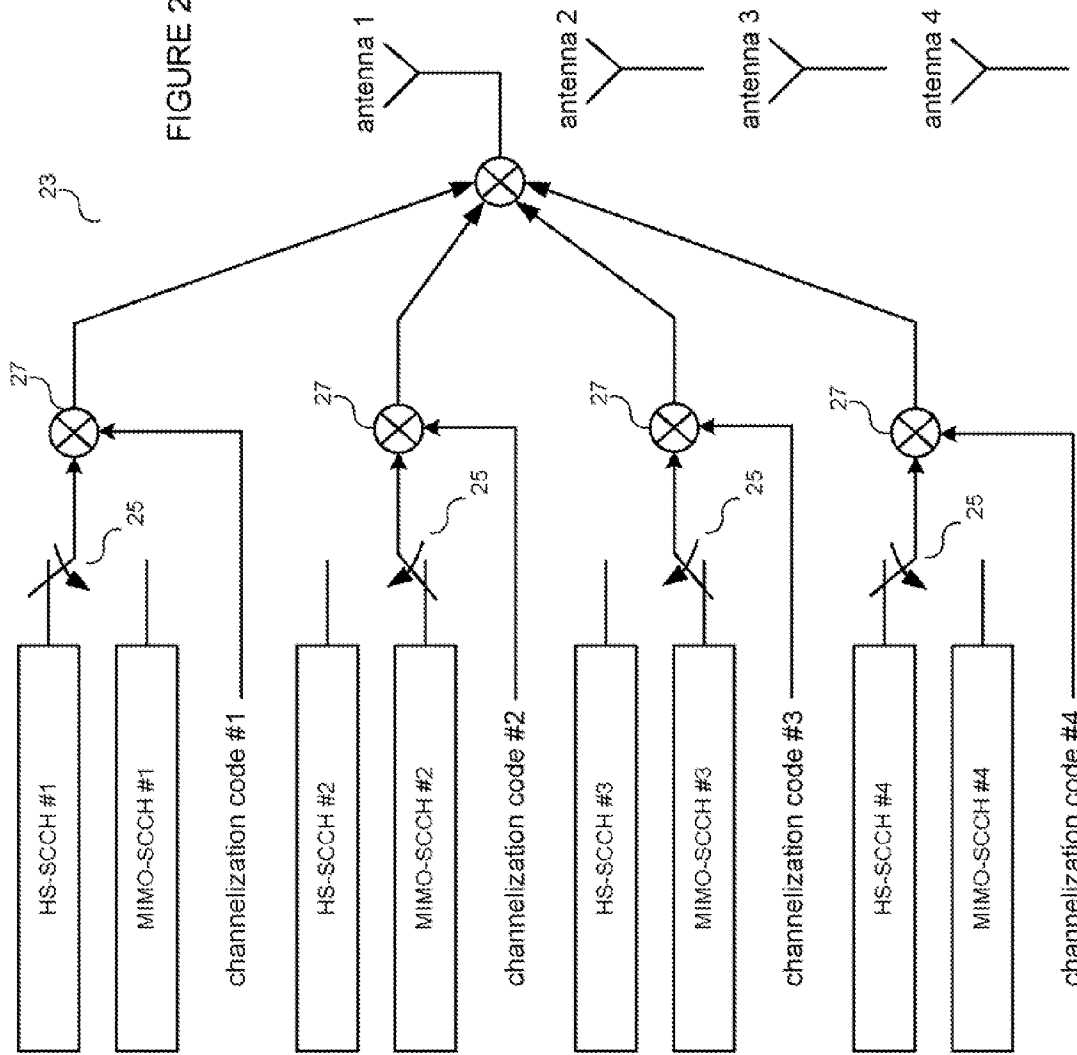 FIGURE 2
23
antenna 1
antenna 2
antenna 3
antenna 4
HS-SCCH #1
MIMO-SCCH #1
channelization code #1
25
27
HS-SCCH #2
MIMO-SCCH #2
channelization code #2
25
27
HS-SCCH #3
MIMO-SCCH #3
channelization code #3
25
27
HS-SCCH #4
MIMO-SCCH #4
channelization code #4
25
27